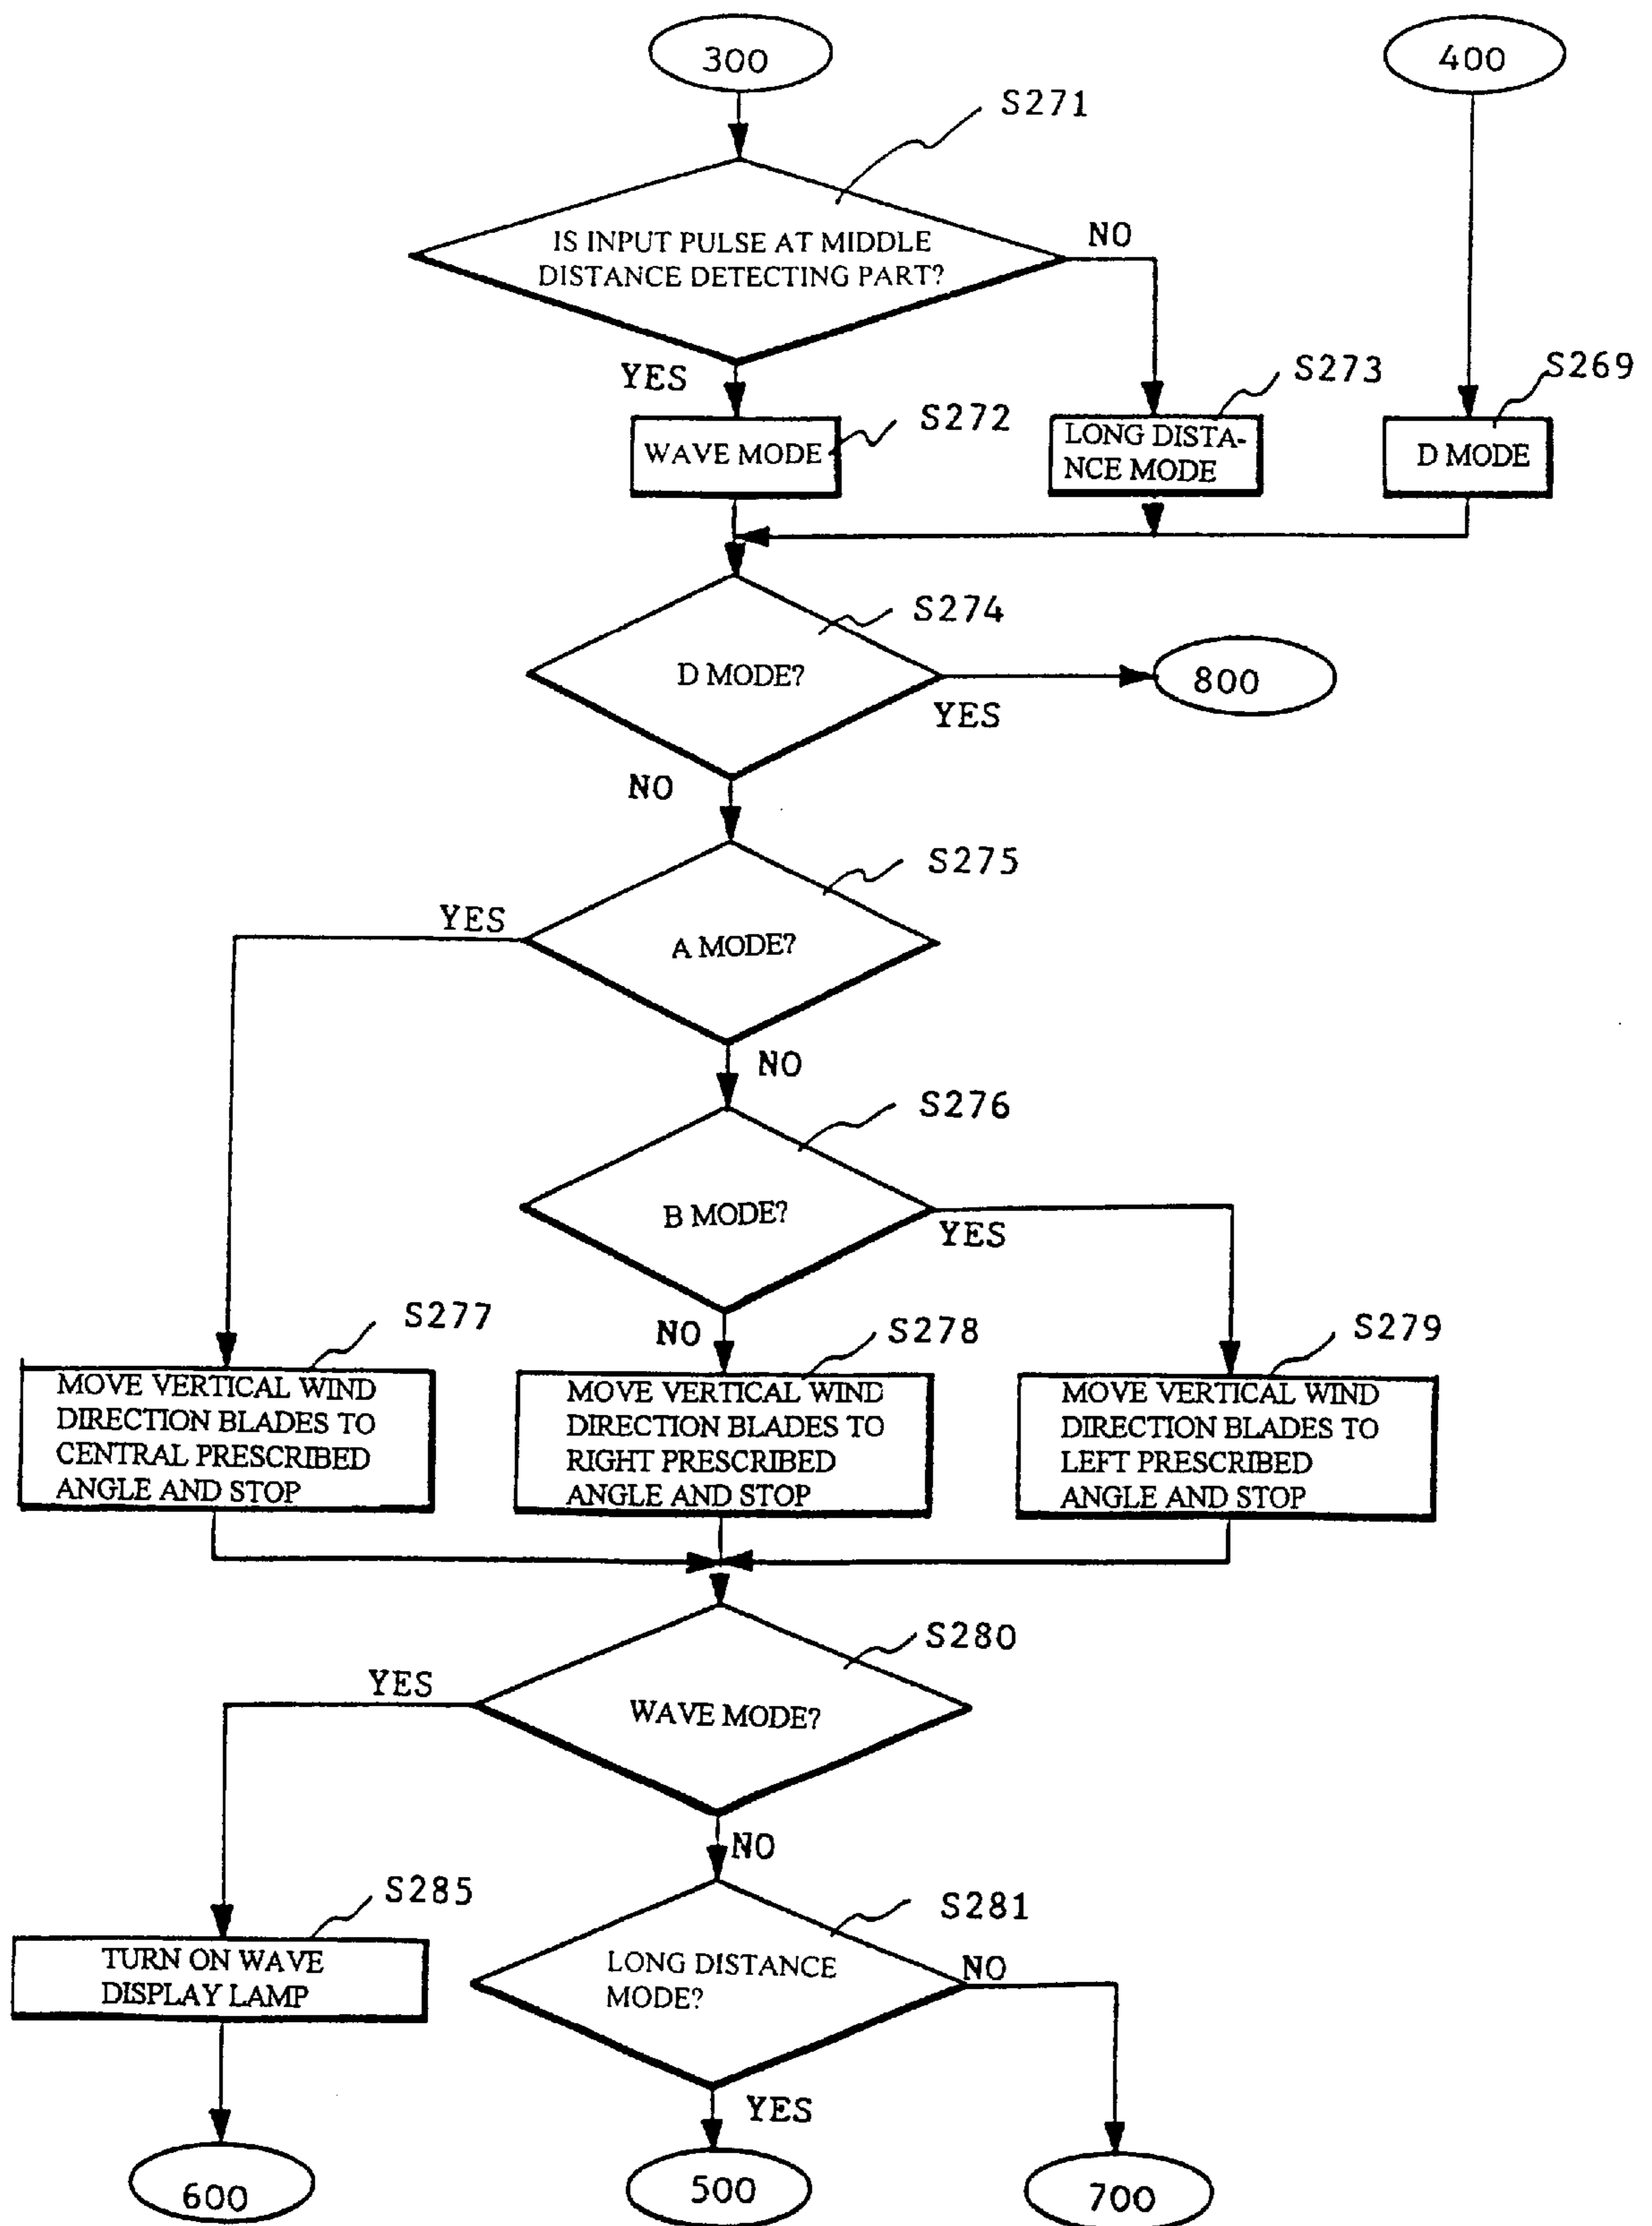 300
400
S271
IS INPUT PULSE AT MIDDLE
DISTANCE DETECTING PART?
NO
YES
S272
S273
S269
WAVE MODE
LONG DISTA-
NCE MODE
D MODE
S274
D MODE?
YES
800
NO
S275
YES
A MODE?
NO
S276
B MODE?
YES
NO
S277
MOVE VERTICAL WIND
DIRECTION BLADES TO
CENTRAL PRESCRIBED
ANGLE AND STOP
S278
MOVE VERTICAL WIND
DIRECTION BLADES TO
RIGHT PRESCRIBED
ANGLE AND STOP
S279
MOVE VERTICAL WIND
DIRECTION BLADES TO
LEFT PRESCRIBED
ANGLE AND STOP
S280
YES
WAVE MODE?
NO
S285
TURN ON WAVE
DISPLAY LAMP
S281
LONG DISTANCE
MODE?
NO
YES
600
500
700